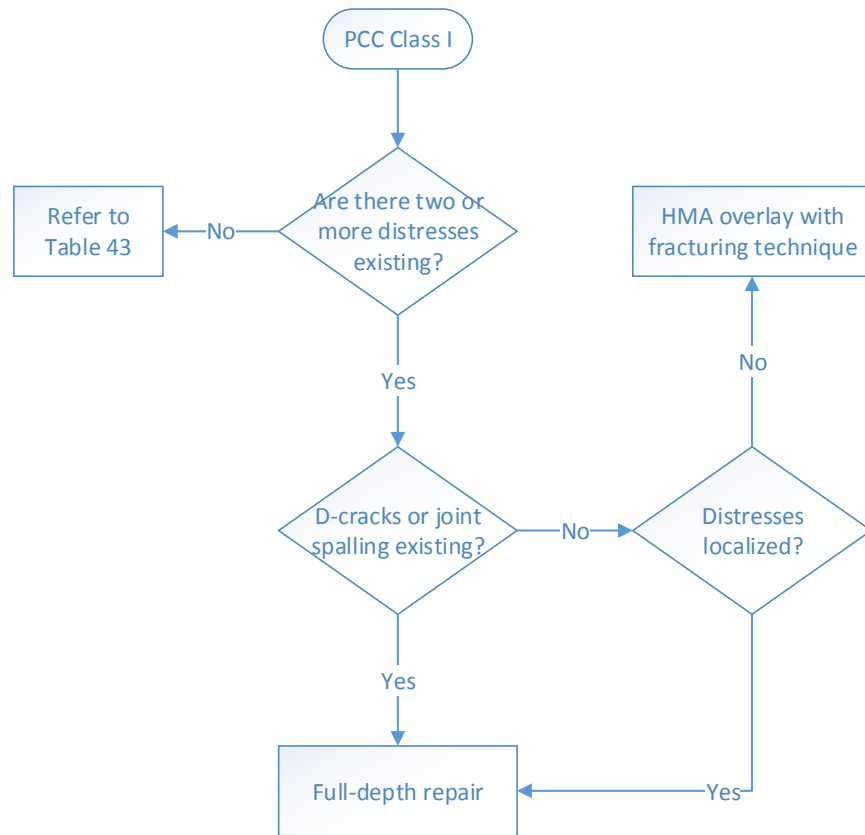 PCC Class I
Are there two or
more distresses
existing?
No
Refer to
Table 43
HMA overlay with
fracturing technique
Yes
No
D-cracks or joint
spalling existing?
No
Distresses
localized?
Yes
Full-depth repair
Yes